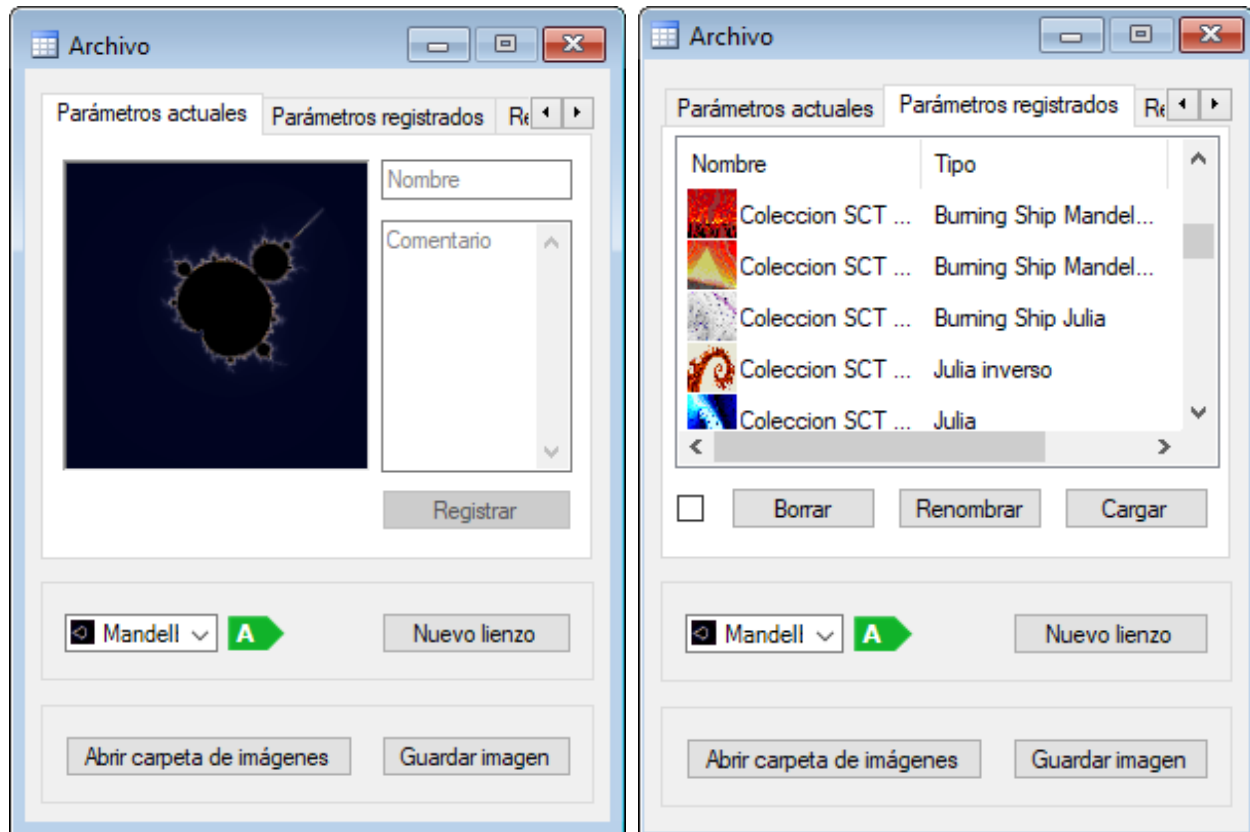 Archivo
Parámetros actuales Parámetros registrados Re
Nombre
Comentario
Registrar
Mandell A Nuevo lienzo
Abrir carpeta de imágenes Guardar imagen
Archivo
Parámetros actuales Parámetros registrados Re
Nombre Tipo
Coleccion SCT ... Burning Ship Mandel...
Coleccion SCT ... Burning Ship Mandel...
Coleccion SCT ... Burning Ship Julia
Coleccion SCT ... Julia inverso
Coleccion SCT ... Julia
Borrar Renombrar Cargar
Mandell A Nuevo lienzo
Abrir carpeta de imágenes Guardar imagen